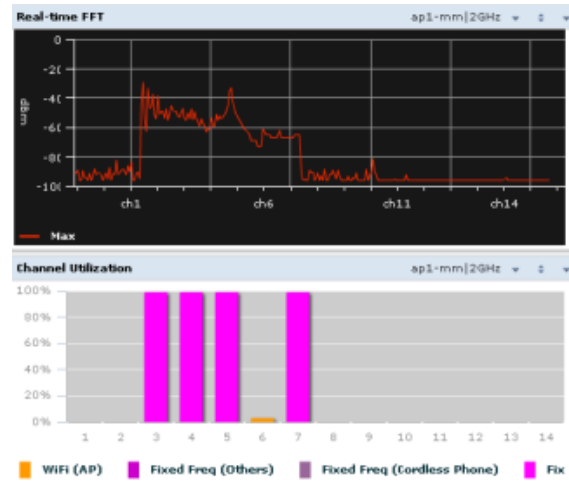 Real-time FFT ap1-mm|2GHz
0
-20
-40
dBm
-60
-80
-100
ch1 ch6 ch11 ch14
Max
Channel Utilization ap1-mm|2GHz
100%
80%
60%
40%
20%
0%
1 2 3 4 5 6 7 8 9 10 11 12 13 14
WiFi (AP) Fixed Freq (Others) Fixed Freq (Cordless Phone) Fix